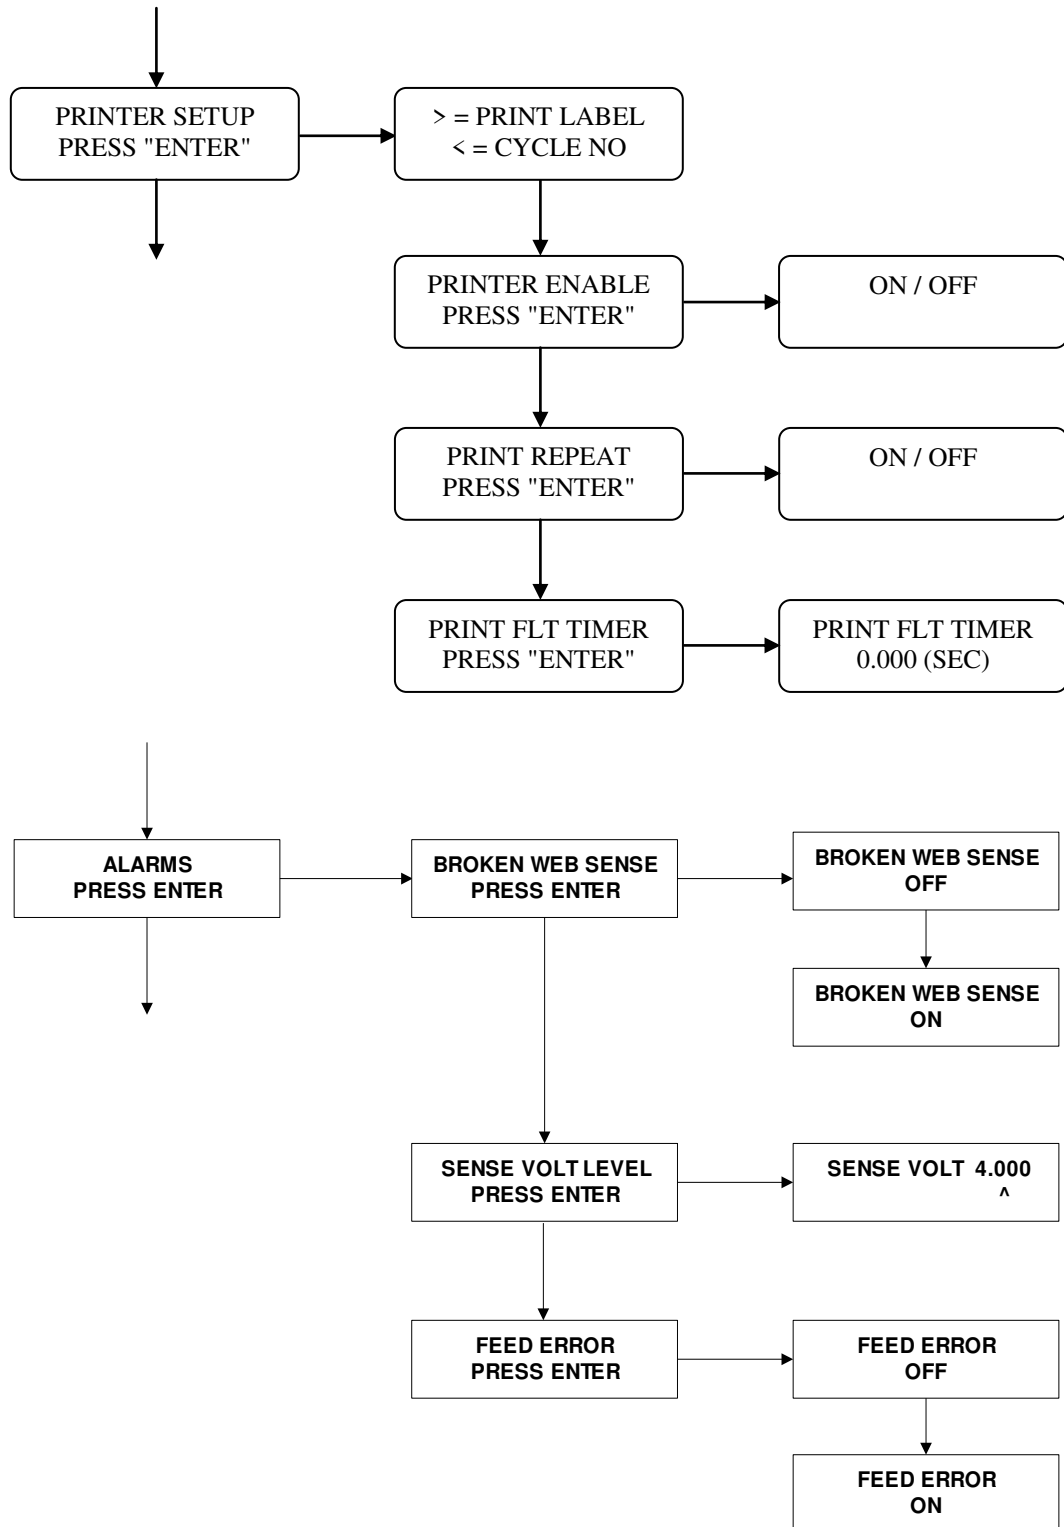 PRINTER SETUP
PRESS "ENTER"
> = PRINT LABEL
< = CYCLE NO
PRINTER ENABLE
PRESS "ENTER"
ON / OFF
PRINT REPEAT
PRESS "ENTER"
ON / OFF
PRINT FLT TIMER
PRESS "ENTER"
PRINT FLT TIMER
0.000 (SEC)
ALARMS
PRESS ENTER
BROKEN WEB SENSE
PRESS ENTER
BROKEN WEB SENSE
OFF
BROKEN WEB SENSE
ON
SENSE VOLT LEVEL
PRESS ENTER
SENSE VOLT 4.000
^
FEED ERROR
PRESS ENTER
FEED ERROR
OFF
FEED ERROR
ON